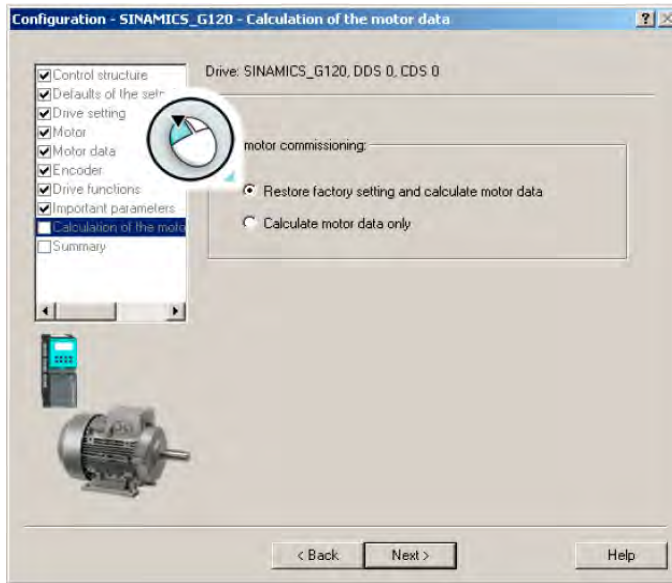 Configuration - SINAMICS_G120 - Calculation of the motor data
Drive: SINAMICS_G120, DDS 0, CDS 0
Control structure
Defaults of the
Drive setting
Motor
Motor data
Encoder
Drive functions
Important parameters
Calculation of the
Summary
motor commissioning:
Restore factory setting and calculate motor data
Calculate motor data only
< Back
Next >
Help